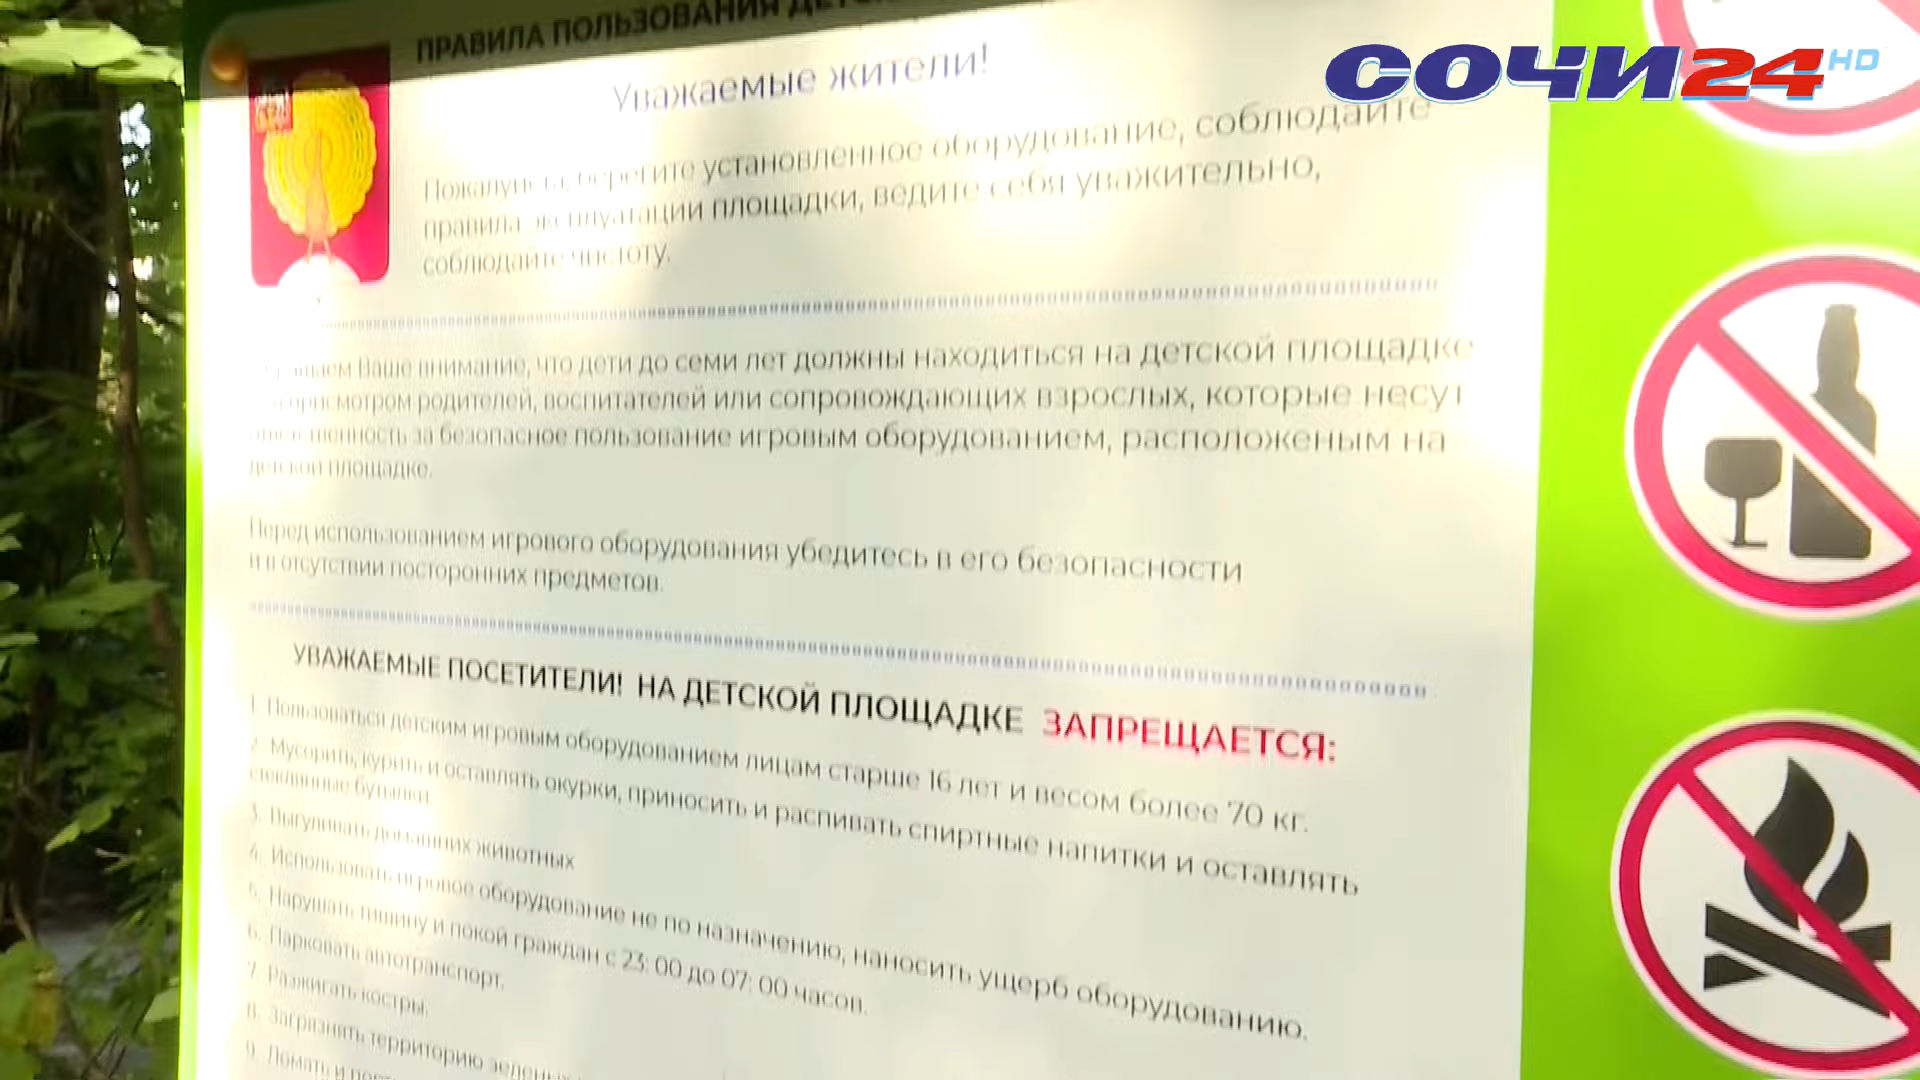 ПРАВИЛА ПОЛЬЗОВАНИЯ
СОЧИ24 HD
Уважаемые жители!
Пожалуйста, берегите установленное оборудование, соблюдайте
правила эксплуатации площадки, ведите себя уважительно,
соблюдайте чистоту.
Ваше внимание, что дети до семи лет должны находиться на детской площадке
присмотром родителей, воспитателей или сопровождающих взрослых, которые несут
ответственность за безопасное пользование игровым оборудованием, расположеным на
детской площадке.
Перед использованием игрового оборудования убедитесь в его безопасности
и в отсутствии посторонних предметов.
УВАЖАЕМЫЕ ПОСЕТИТЕЛИ! НА ДЕТСКОЙ ПЛОЩАДКЕ ЗАПРЕЩАЕТСЯ:
1. Пользоваться детским игровым оборудованием лицам старше 16 лет и весом более 70 кг.
2. Мусорить, курить и оставлять окурки, приносить и распивать спиртные напитки и оставлять
стеклянные бутылки.
3. Выгуливать домашних животных
4. Использовать игровое оборудование не по назначению, наносить ущерб оборудованию.
5. Нарушать тишину и покой граждан с 23: 00 до 07: 00 часов.
6. Парковать автотранспорт.
7. Разжигать костры.
8. Загрязнять территорию
9. Ломать и